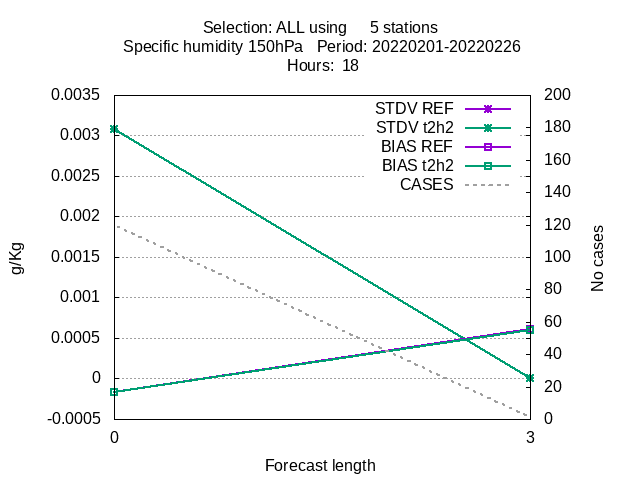 Selection: ALL using     5 stations
Specific humidity 150hPa   Period: 20220201-20220226
Hours:  18
0.0035
0.003
0.0025
0.002
0.0015
0.001
0.0005
0
-0.0005
g/Kg
STDV REF
STDV t2h2
BIAS REF
BIAS t2h2
CASES
200
180
160
140
120
100
80
60
40
20
0
No cases
0
3
Forecast length